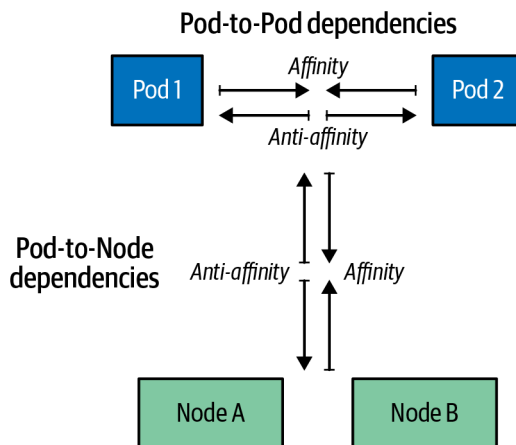 Pod-to-Pod dependencies
Pod 1
Affinity
Pod 2
Anti-affinity
Pod-to-Node
dependencies
Anti-affinity
Affinity
Node A
Node B